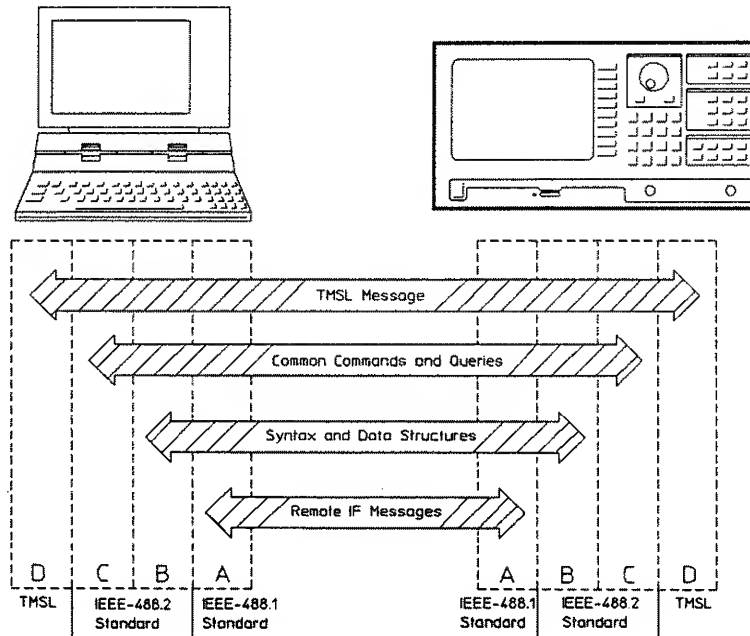 TMSL Message
Common Commands and Queries
Syntax and Data Structures
Remote IF Messages
D C B A A B C D
TMSL IEEE-488.2 IEEE-488.1 IEEE-488.1 IEEE-488.2 TMSL
Standard Standard Standard Standard